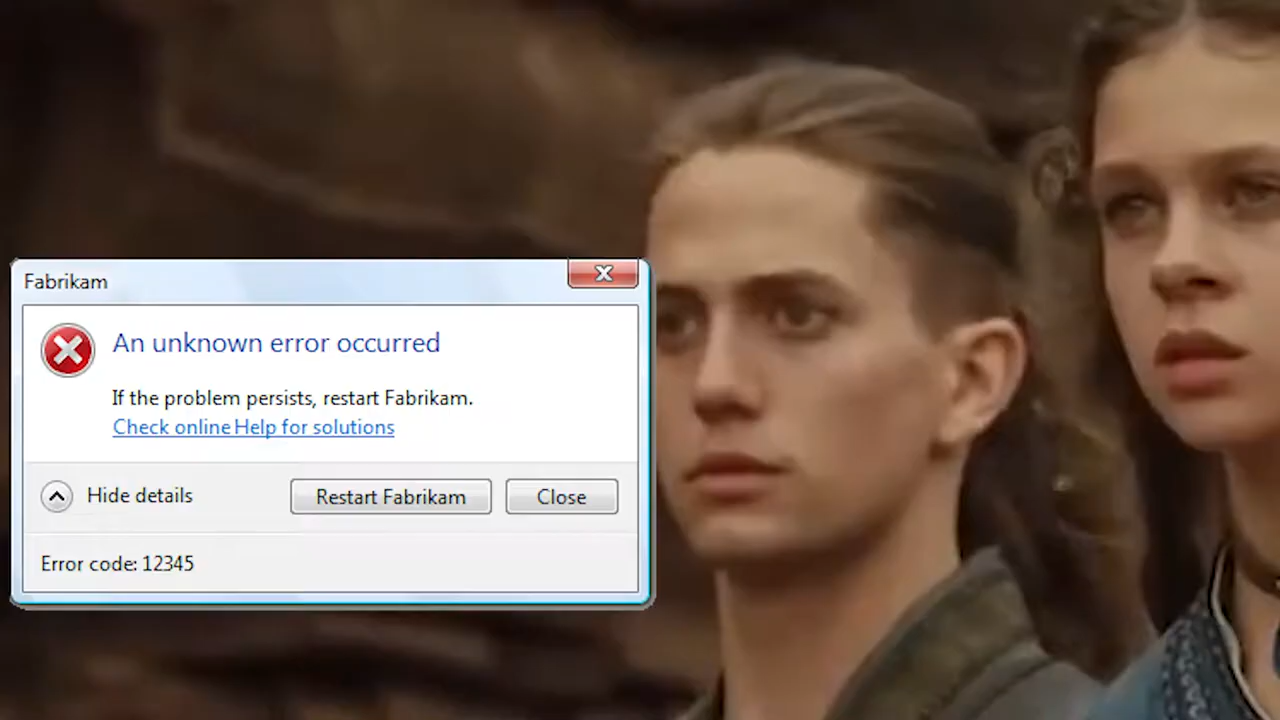 Fabrikam
An unknown error occurred
If the problem persists, restart Fabrikam.
Check online Help for solutions
Hide details
Restart Fabrikam
Close
Error code: 12345